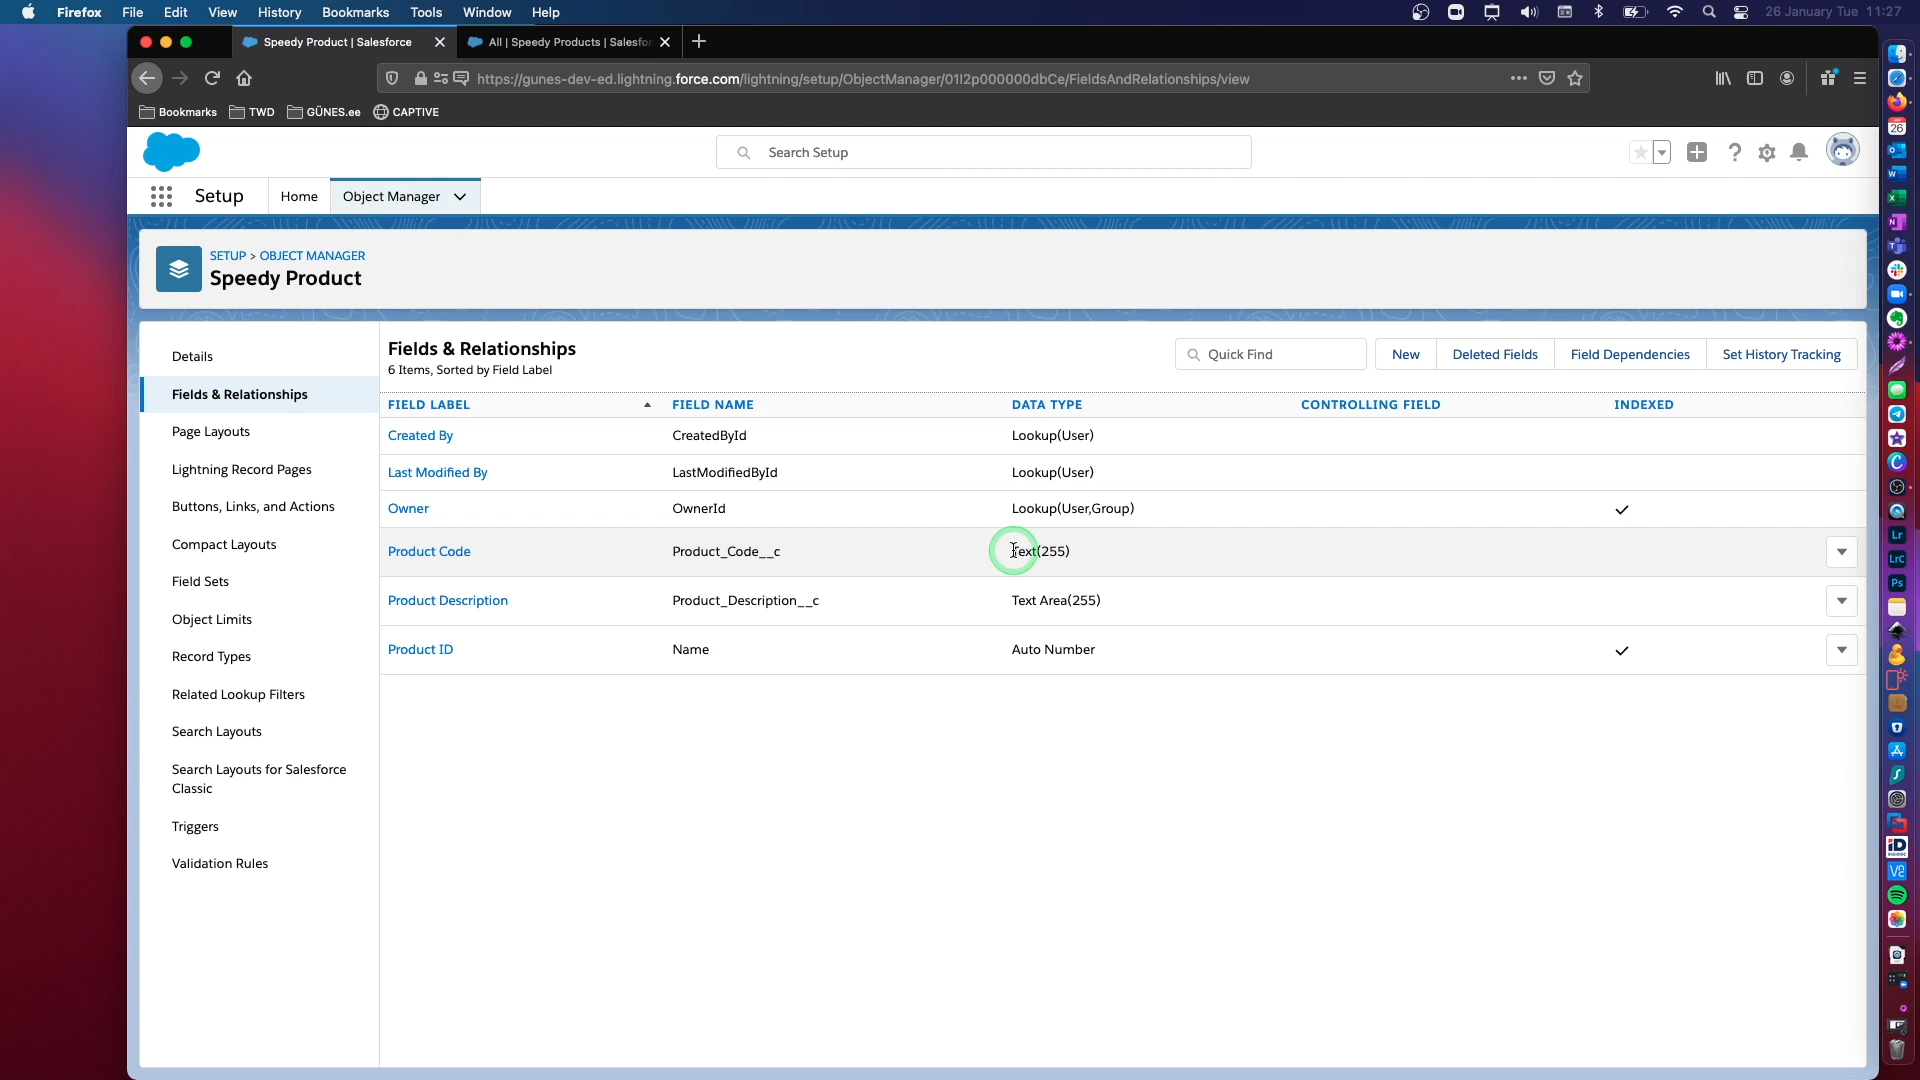 Firefox File Edit View History Bookmarks Tools Window Help 26 January Tue 11:27
Speedy Product | Salesforce All | Speedy Products | Salesfor
https://gunes-dev-ed.lightning.force.com/lightning/setup/ObjectManager/01I2p000000dbCe/FieldsAndRelationships/view
Bookmarks TWD GÜNES.ee CAPTIVE
Search Setup
Setup Home Object Manager
SETUP > OBJECT MANAGER
Speedy Product
Details
Fields & Relationships
Page Layouts
Lightning Record Pages
Buttons, Links, and Actions
Compact Layouts
Field Sets
Object Limits
Record Types
Related Lookup Filters
Search Layouts
Search Layouts for Salesforce
Classic
Triggers
Validation Rules
Fields & Relationships
6 Items, Sorted by Field Label
Quick Find New Deleted Fields Field Dependencies Set History Tracking
FIELD LABEL FIELD NAME DATA TYPE CONTROLLING FIELD INDEXED
Created By CreatedById Lookup(User)
Last Modified By LastModifiedById Lookup(User)
Owner OwnerId Lookup(User,Group)
Product Code Product_Code__c Text(255)
Product Description Product_Description__c Text Area(255)
Product ID Name Auto Number
26
Lr
LrC
Ps
iD